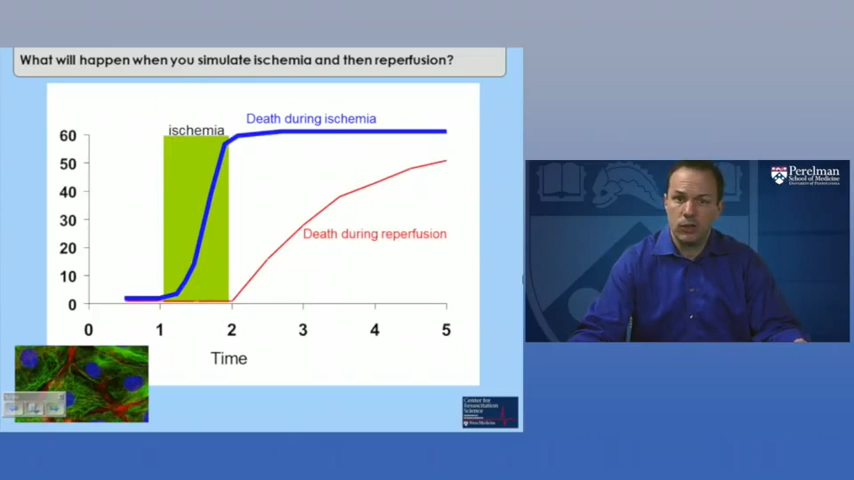 What will happen when you simulate ischemia and then reperfusion?
Death during ischemia
ischemia
60
50
40
30
20
10
0
Death during reperfusion
0 1 2 3 4 5
Time
Center for
Resuscitation
Science
Penn Medicine
Perelman
School of Medicine
University of Pennsylvania